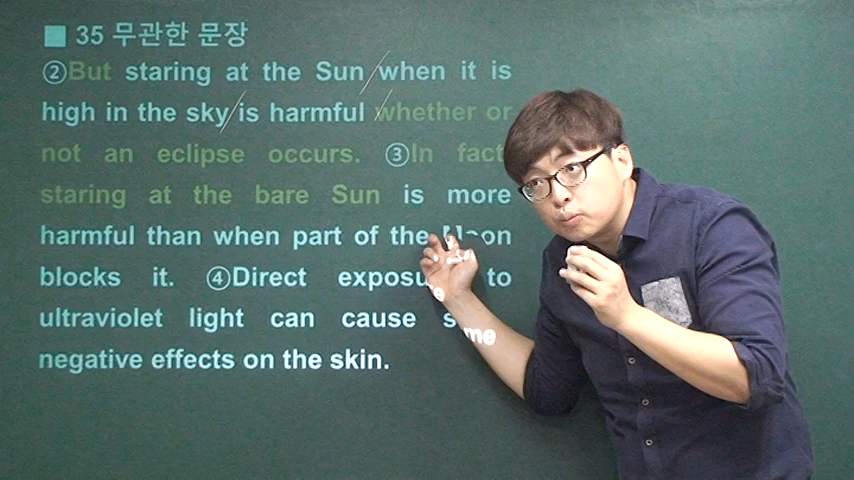 ■ 35 무관한 문장
②But staring at the Sun when it is
high in the sky is harmful whether or
not an eclipse occurs. ③In fact
staring at the bare Sun is more
harmful than when part of the Moon
blocks it. ④Direct to
ultraviolet light can cause some
negative effects on the skin.